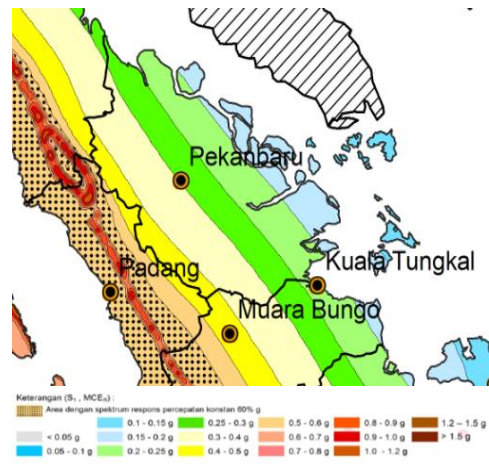 Pekanbaru
Padang
Kuala Tungkal
Muara Bungo
Keterangan (S₁ , MCEᵣ) :
Area dengan spektrum respons percepatan konstan 60% g
0.1 - 0.15 g 0.25 - 0.3 g 0.5 - 0.6 g 0.8 - 0.9 g 1.2 – 1.5 g
< 0.05 g 0.15 - 0.2 g 0.3 - 0.4 g 0.6 - 0.7 g 0.9 - 1.0 g > 1.5 g
0.05 - 0.1 g 0.2 - 0.25 g 0.4 - 0.5 g 0.7 - 0.8 g 1.0 - 1.2 g